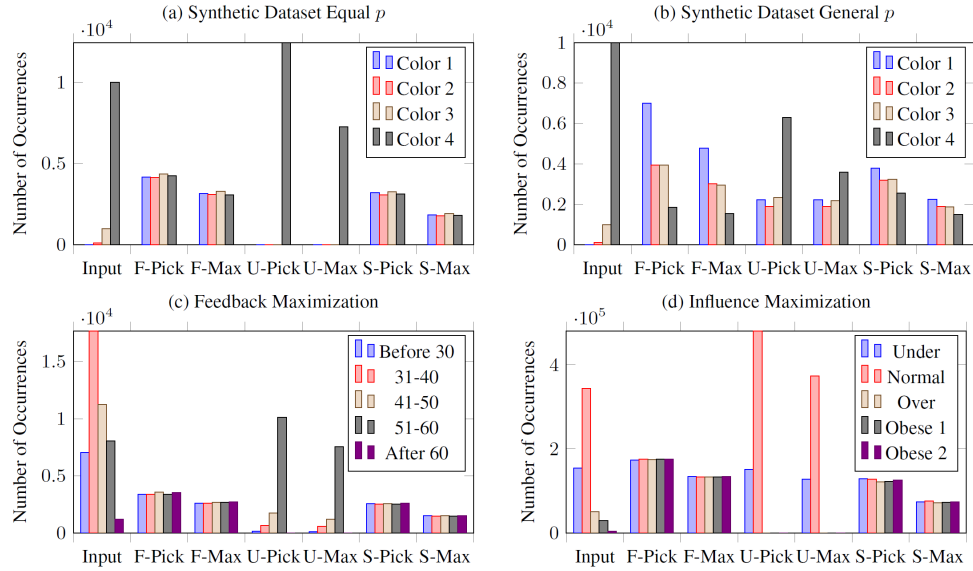 (a) Synthetic Dataset Equal p
·10⁴
1
0.5
0
Number of Occurrences
Color 1
Color 2
Color 3
Color 4
Input F-Pick F-Max U-Pick U-Max S-Pick S-Max
(b) Synthetic Dataset General p
·10⁴
1
0.8
0.6
0.4
0.2
0
Number of Occurrences
Color 1
Color 2
Color 3
Color 4
Input F-Pick F-Max U-Pick U-Max S-Pick S-Max
(c) Feedback Maximization
·10⁴
1.5
1
0.5
0
Number of Occurrences
Before 30
31-40
41-50
51-60
After 60
Input F-Pick F-Max U-Pick U-Max S-Pick S-Max
(d) Influence Maximization
·10⁵
4
2
0
Number of Occurrences
Under
Normal
Over
Obese 1
Obese 2
Input F-Pick F-Max U-Pick U-Max S-Pick S-Max